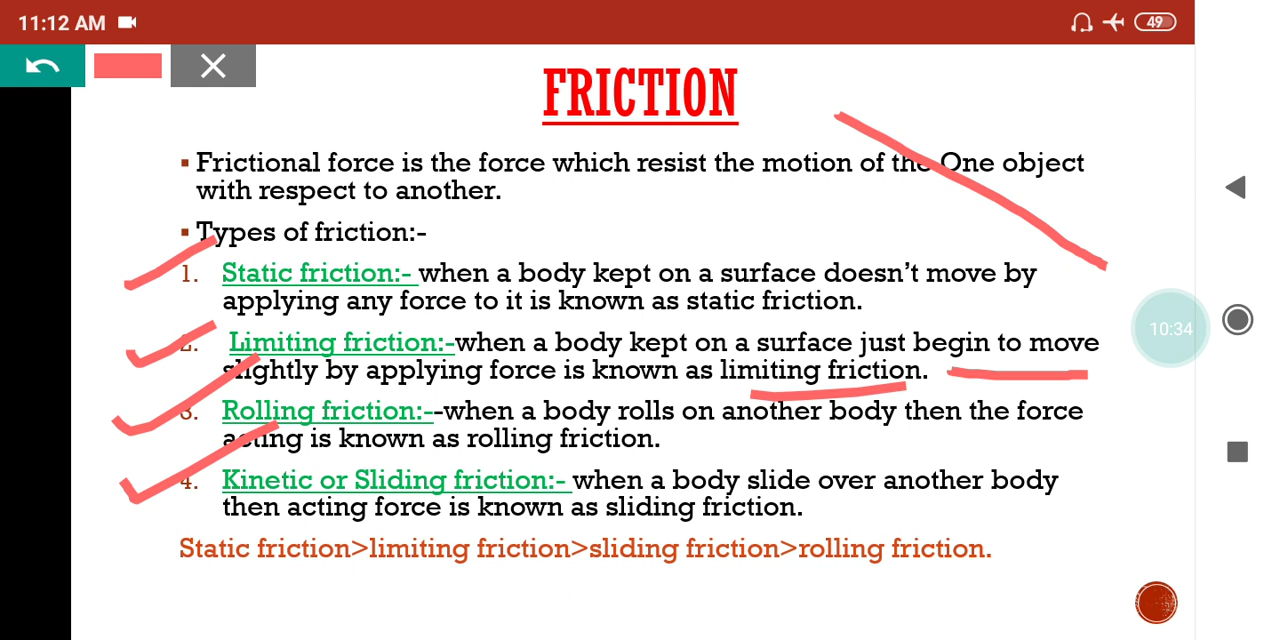 11:12 AM
49
FRICTION
▪ Frictional force is the force which resist the motion of the One object
with respect to another.
▪ Types of friction:-
1. Static friction:- when a body kept on a surface doesn't move by
applying any force to it is known as static friction.
2. Limiting friction:-when a body kept on a surface just begin to move
slightly by applying force is known as limiting friction.
3. Rolling friction:--when a body rolls on another body then the force
acting is known as rolling friction.
4. Kinetic or Sliding friction:- when a body slide over another body
then acting force is known as sliding friction.
Static friction>limiting friction>sliding friction>rolling friction.
10:34